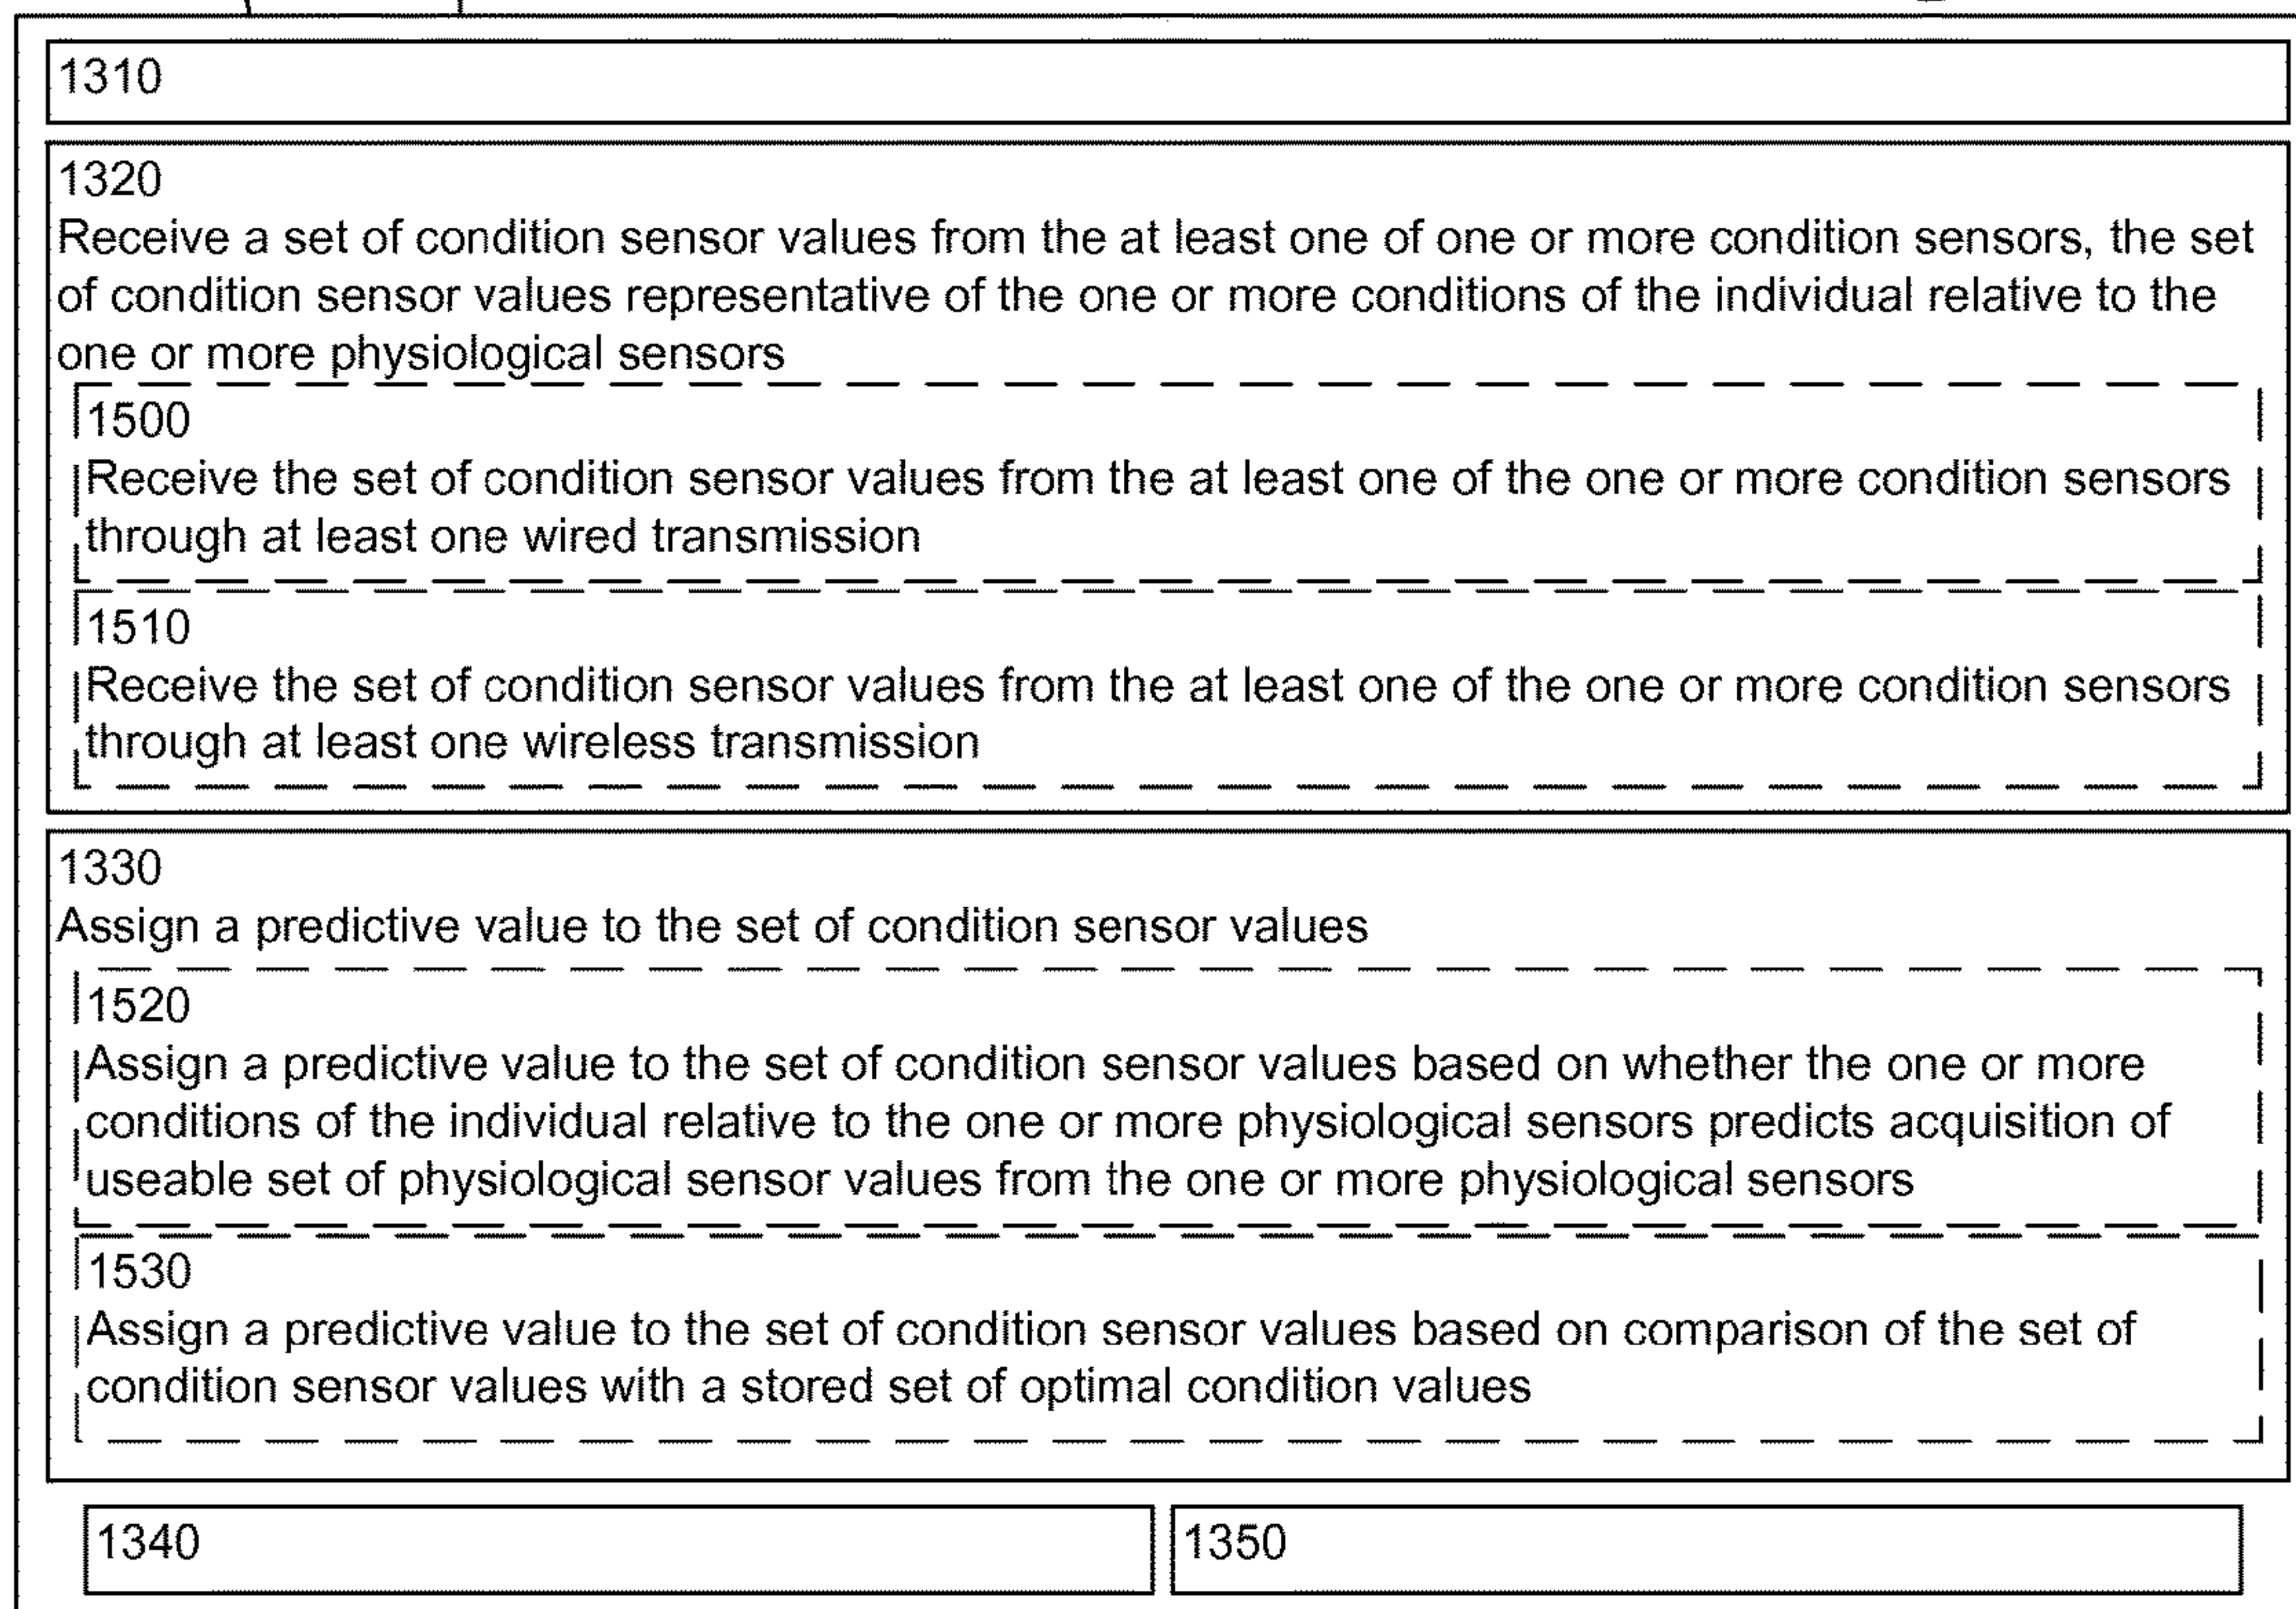 1310
1320
Receive a set of condition sensor values from the at least one of one or more condition sensors, the set
of condition sensor values representative of the one or more conditions of the individual relative to the
one or more physiological sensors
1500
Receive the set of condition sensor values from the at least one of the one or more condition sensors
through at least one wired transmission
1510
Receive the set of condition sensor values from the at least one of the one or more condition sensors
through at least one wireless transmission
1330
Assign a predictive value to the set of condition sensor values
1520
Assign a predictive value to the set of condition sensor values based on whether the one or more
conditions of the individual relative to the one or more physiological sensors predicts acquisition of
useable set of physiological sensor values from the one or more physiological sensors
1530
Assign a predictive value to the set of condition sensor values based on comparison of the set of
condition sensor values with a stored set of optimal condition values
1340
1350